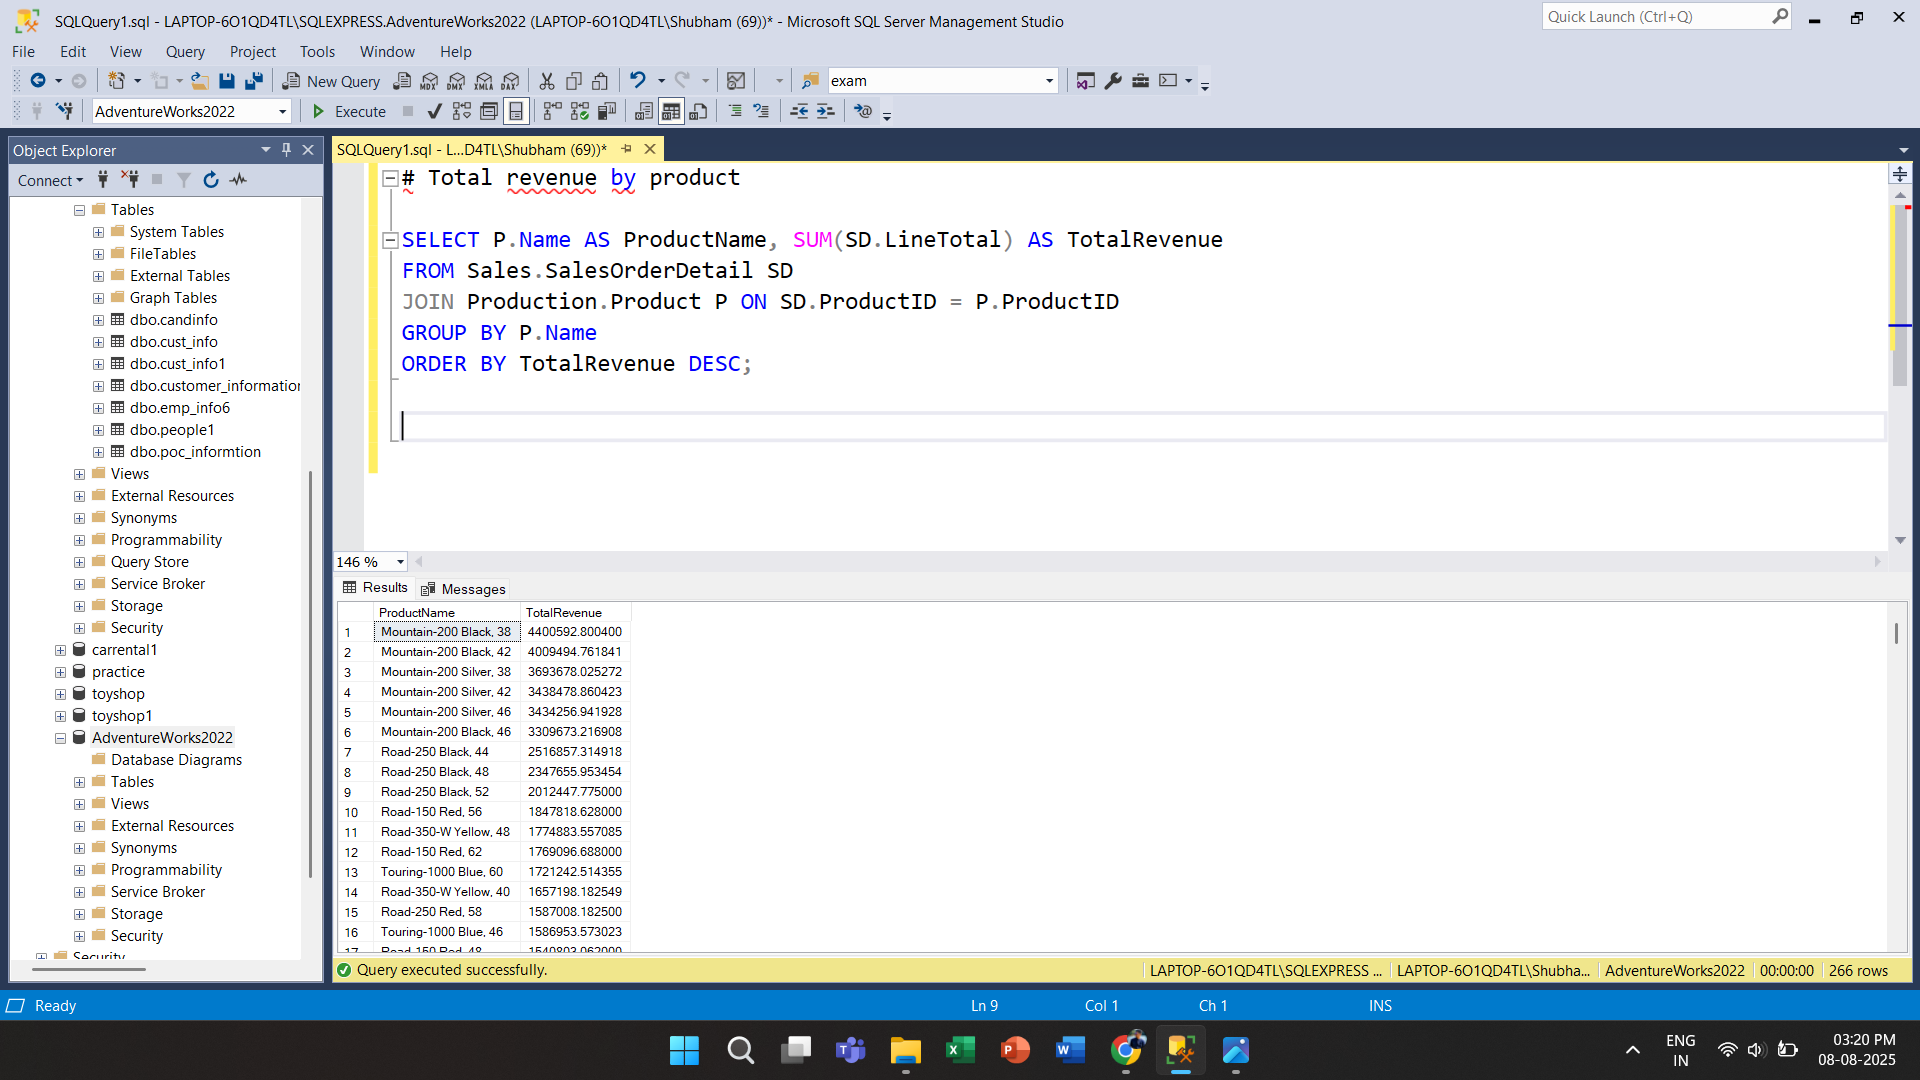 SQLQuery1.sql - LAPTOP-6O1QD4TL\SQLEXPRESS.AdventureWorks2022 (LAPTOP-6O1QD4TL\Shubham (69))* - Microsoft SQL Server Management Studio
Quick Launch (Ctrl+Q)
File Edit View Query Project Tools Window Help
New Query
MDX DMX XMLA DAX
exam
AdventureWorks2022
Execute
Object Explorer
Connect
Tables
System Tables
FileTables
External Tables
Graph Tables
dbo.candinfo
dbo.cust_info
dbo.cust_info1
dbo.customer_information
dbo.emp_info6
dbo.people1
dbo.poc_informtion
Views
External Resources
Synonyms
Programmability
Query Store
Service Broker
Storage
Security
carrental1
practice
toyshop
toyshop1
AdventureWorks2022
Database Diagrams
Tables
Views
External Resources
Synonyms
Programmability
Service Broker
Storage
Security
Security
SQLQuery1.sql - L...D4TL\Shubham (69))*
# Total revenue by product
SELECT P.Name AS ProductName, SUM(SD.LineTotal) AS TotalRevenue
FROM Sales.SalesOrderDetail SD
JOIN Production.Product P ON SD.ProductID = P.ProductID
GROUP BY P.Name
ORDER BY TotalRevenue DESC;
146 %
Results Messages
ProductName TotalRevenue
1 Mountain-200 Black, 38 4400592.800400
2 Mountain-200 Black, 42 4009494.761841
3 Mountain-200 Silver, 38 3693678.025272
4 Mountain-200 Silver, 42 3438478.860423
5 Mountain-200 Silver, 46 3434256.941928
6 Mountain-200 Black, 46 3309673.216908
7 Road-250 Black, 44 2516857.314918
8 Road-250 Black, 48 2347655.953454
9 Road-250 Black, 52 2012447.775000
10 Road-150 Red, 56 1847818.628000
11 Road-350-W Yellow, 48 1774883.557085
12 Road-150 Red, 62 1769096.688000
13 Touring-1000 Blue, 60 1721242.514355
14 Road-350-W Yellow, 40 1657198.182549
15 Road-250 Red, 58 1587008.182500
16 Touring-1000 Blue, 46 1586953.573023
17 Road-150 Red, 48 1540803.062000
Query executed successfully.
LAPTOP-6O1QD4TL\SQLEXPRESS ... LAPTOP-6O1QD4TL\Shubha... AdventureWorks2022 00:00:00 266 rows
Ready Ln 9 Col 1 Ch 1 INS
ENG
IN
03:20 PM
08-08-2025